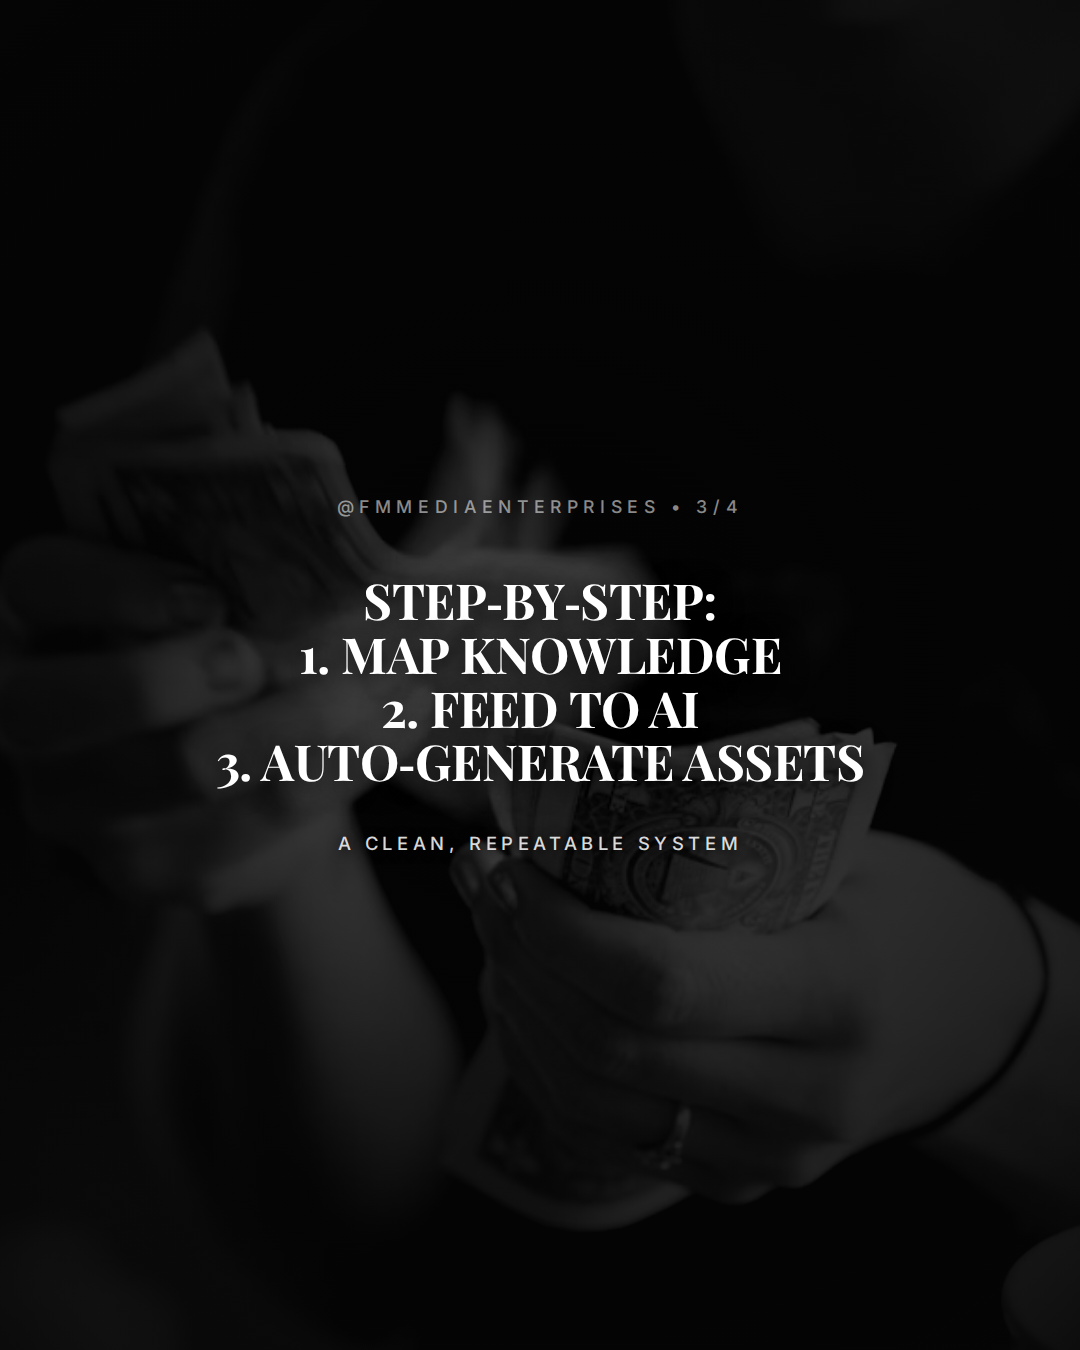 @FMMEDIAENTERPRISES • 3/4
STEP-BY-STEP:
1. MAP KNOWLEDGE
2. FEED TO AI
3. AUTO-GENERATE ASSETS
A CLEAN, REPEATABLE SYSTEM